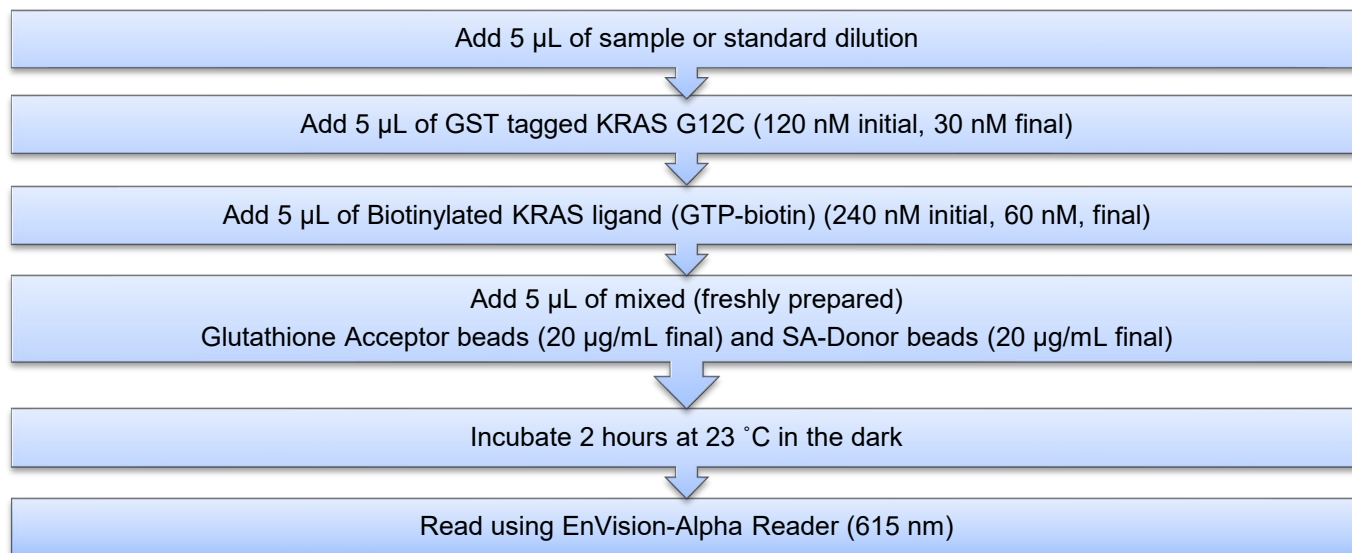 Add 5 µL of sample or standard dilution
Add 5 µL of GST tagged KRAS G12C (120 nM initial, 30 nM final)
Add 5 µL of Biotinylated KRAS ligand (GTP-biotin) (240 nM initial, 60 nM, final)
Add 5 µL of mixed (freshly prepared)
Glutathione Acceptor beads (20 µg/mL final) and SA-Donor beads (20 µg/mL final)
Incubate 2 hours at 23 ˚C in the dark
Read using EnVision-Alpha Reader (615 nm)